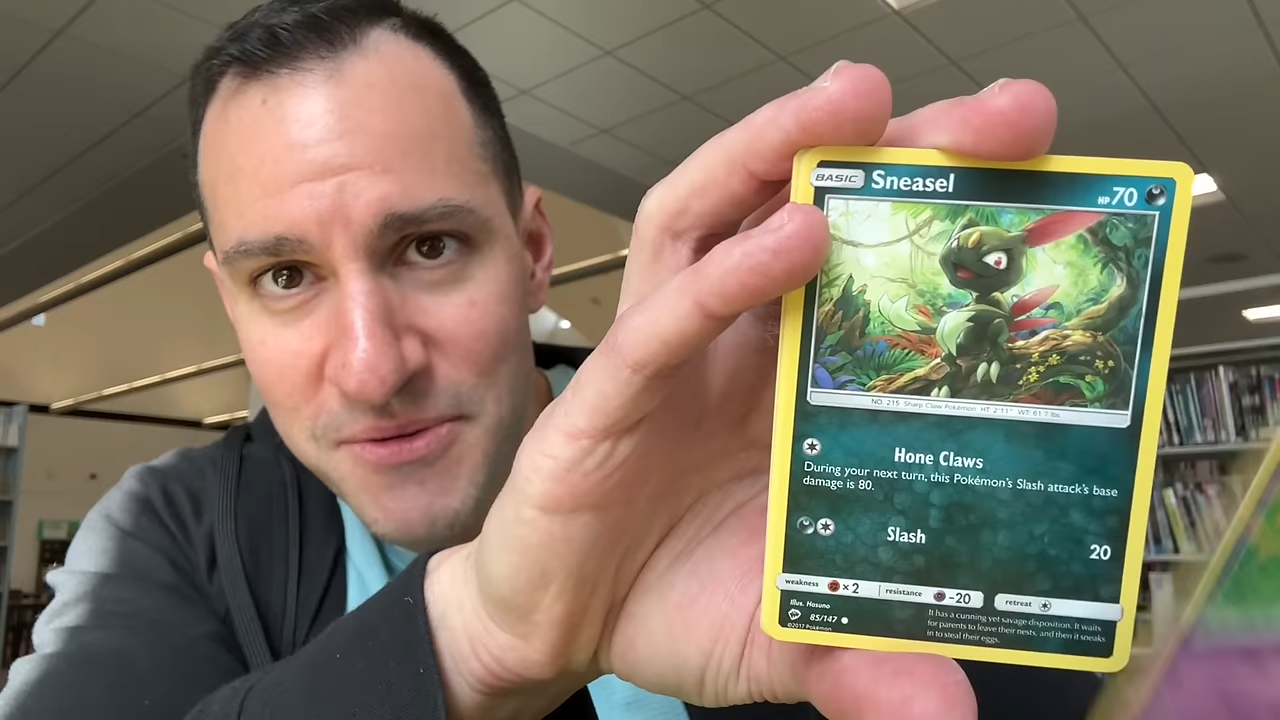 BASIC Sneasel HP 70
NO. 215 Sharp Claw Pokémon HT 2'11" WT: 61.7 lbs
Hone Claws
During your next turn, this Pokémon's Slash attack's base
damage is 80.
Slash 20
weakness ×2 resistance -20 retreat
Illus. Hasuno
85/147
©2017 Pokémon
It has a cunning yet savage disposition. It waits
for parents to leave their nests, and then it sneaks
in to steal their eggs.